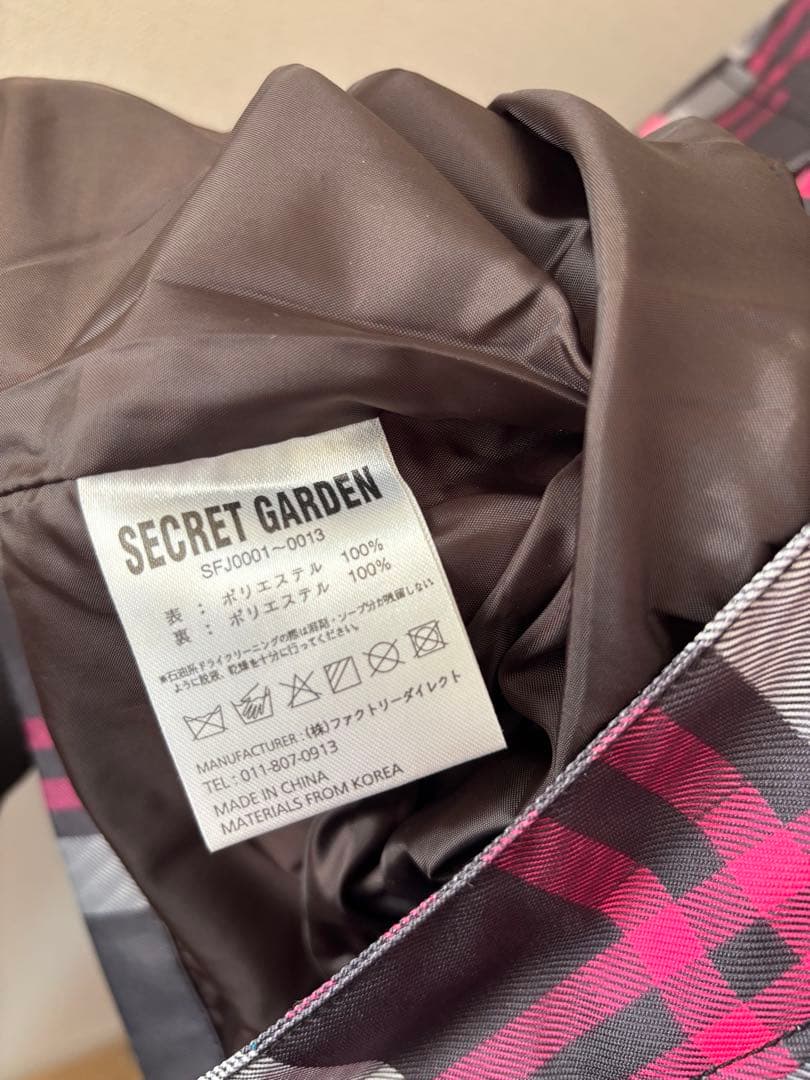 SECRET GARDEN
SFJ0001~0013
表 : ポリエステル 100%
裏 : ポリエステル 100%
※石油系ドライクリーニングの際は溶剤・ソープ分が残留しない
ように脱液、乾燥を十分に行ってください。
MANUFACTURER : (株)ファクトリーダイレクト
TEL : 011-807-0913
MADE IN CHINA
MATERIALS FROM KOREA